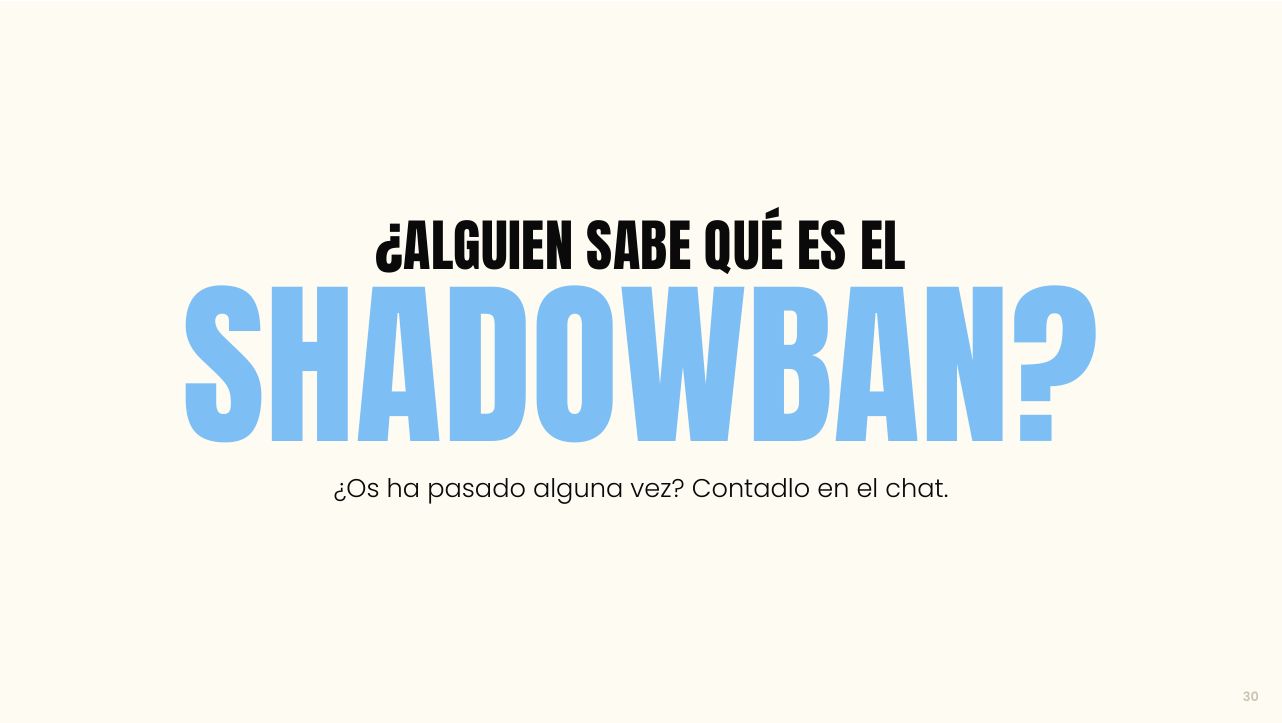 ¿ALGUIEN SABE QUÉ ES EL
SHADOWBAN?
¿Os ha pasado alguna vez? Contadlo en el chat.
30